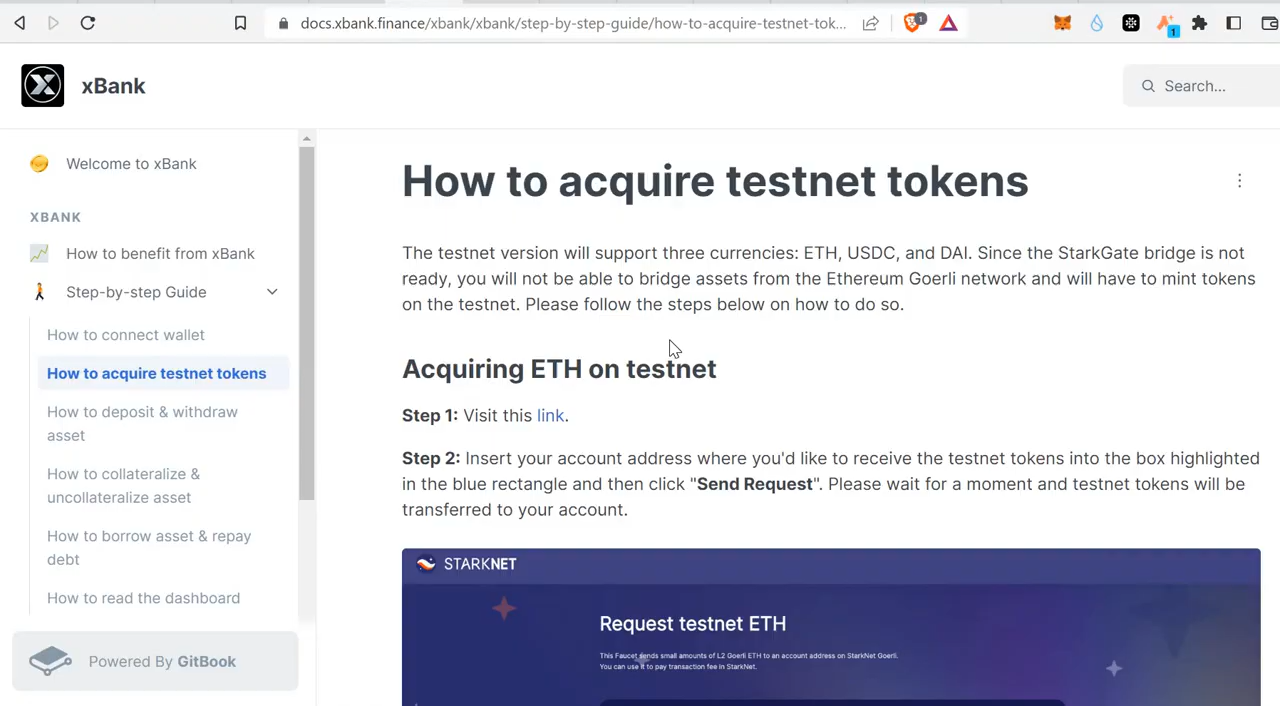 docs.xbank.finance/xbank/xbank/step-by-step-guide/how-to-acquire-testnet-tok...
1
1
xBank
Search...
Welcome to xBank
XBANK
How to benefit from xBank
Step-by-step Guide
How to connect wallet
How to acquire testnet tokens
How to deposit & withdraw
asset
How to collateralize &
uncollateralize asset
How to borrow asset & repay
debt
How to read the dashboard
Powered By GitBook
How to acquire testnet tokens
The testnet version will support three currencies: ETH, USDC, and DAI. Since the StarkGate bridge is not
ready, you will not be able to bridge assets from the Ethereum Goerli network and will have to mint tokens
on the testnet. Please follow the steps below on how to do so.
Acquiring ETH on testnet
Step 1: Visit this link.
Step 2: Insert your account address where you'd like to receive the testnet tokens into the box highlighted
in the blue rectangle and then click "Send Request". Please wait for a moment and testnet tokens will be
transferred to your account.
STARKNET
Request testnet ETH
This Faucet sends small amounts of L2 Goerli ETH to an account address on StarkNet Goerli.
You can use it to pay transaction fee in StarkNet.